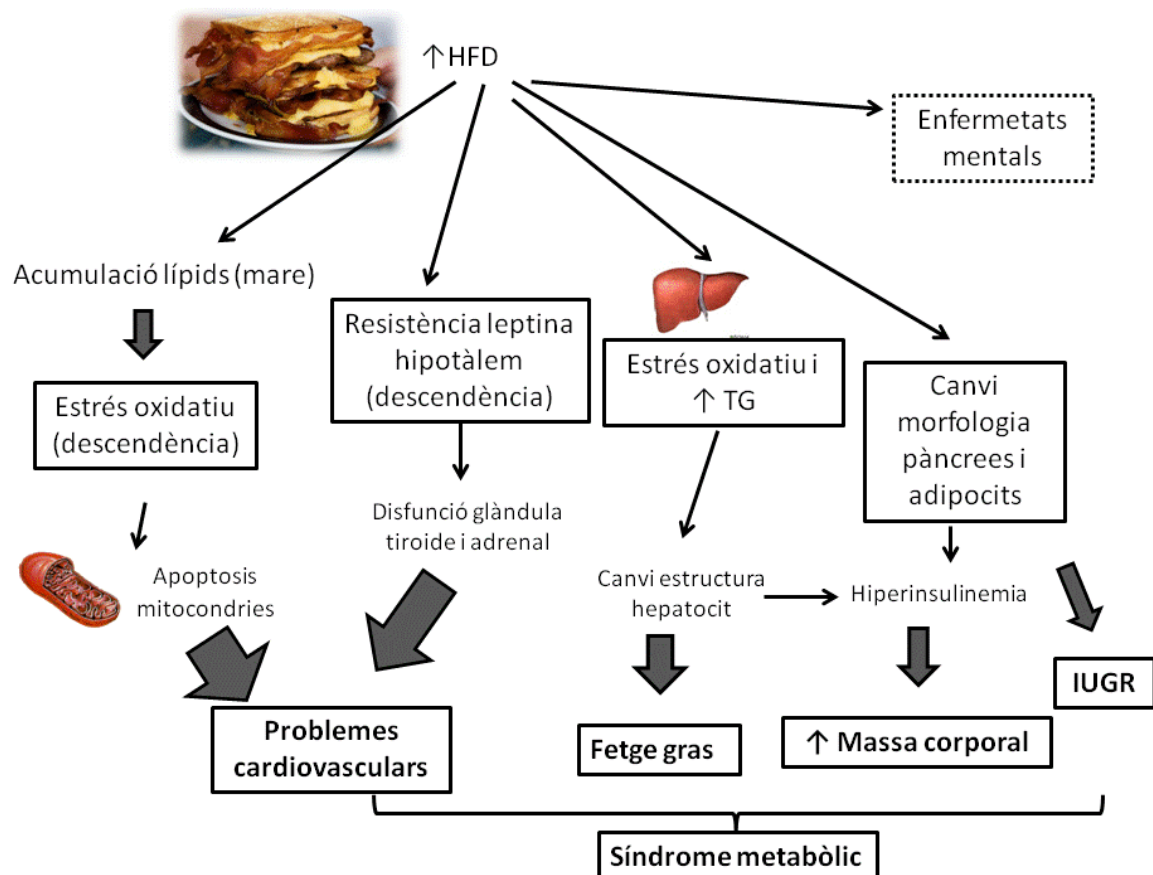 ↑HFD
Enfermetats
mentals
Acumulació lípids (mare)
Resistència leptina
hipotàlem
(descendència)
Estrés oxidatiu i
↑ TG
Canvi
morfologia
pàncrees i
adipocits
Estrés oxidatiu
(descendència)
Disfunció glàndula
tiroide i adrenal
Apoptosis
mitocondries
Canvi estructura
hepatocit
Hiperinsulinemia
IUGR
Problemes
cardiovasculars
Fetge gras
↑ Massa corporal
Síndrome metabòlic